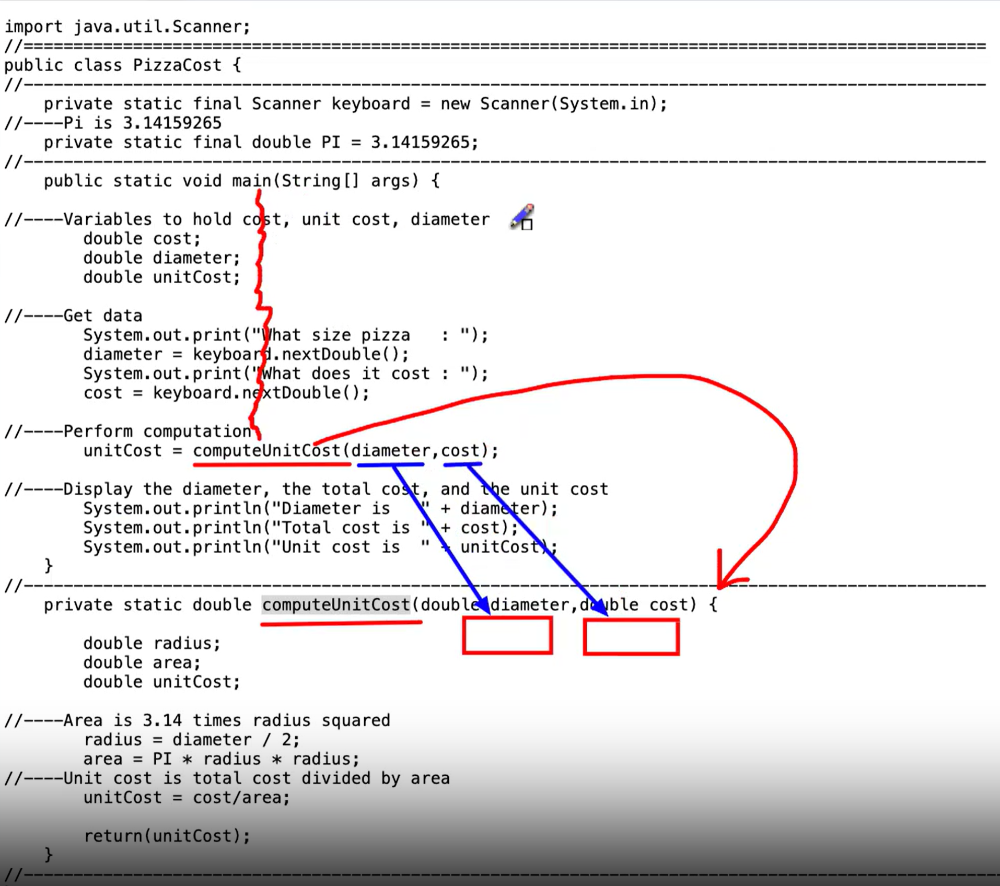 import java.util.Scanner;
//=================================================================================================
public class PizzaCost {
//-------------------------------------------------------------------------------------------------
    private static final Scanner keyboard = new Scanner(System.in);
//----Pi is 3.14159265
    private static final double PI = 3.14159265;
//-------------------------------------------------------------------------------------------------
    public static void main(String[] args) {
//----Variables to hold cost, unit cost, diameter
        double cost;
        double diameter;
        double unitCost;
//----Get data
        System.out.print("What size pizza   : ");
        diameter = keyboard.nextDouble();
        System.out.print("What does it cost : ");
        cost = keyboard.nextDouble();
//----Perform computation
        unitCost = computeUnitCost(diameter,cost);
//----Display the diameter, the total cost, and the unit cost
        System.out.println("Diameter is   " + diameter);
        System.out.println("Total cost is " + cost);
        System.out.println("Unit cost is  " + unitCost);
    }
//-------------------------------------------------------------------------------------------------
    private static double computeUnitCost(double diameter,double cost) {
        double radius;
        double area;
        double unitCost;
//----Area is 3.14 times radius squared
        radius = diameter / 2;
        area = PI * radius * radius;
//----Unit cost is total cost divided by area
        unitCost = cost/area;
        return(unitCost);
    }
//-------------------------------------------------------------------------------------------------